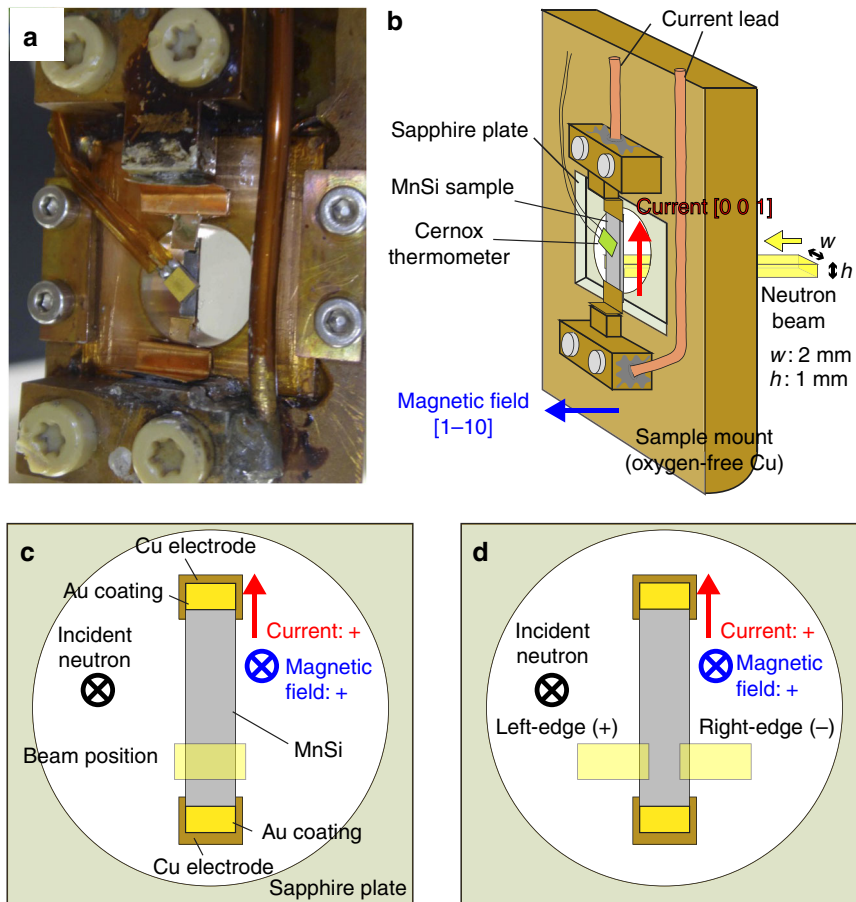 a
b
Current lead
Sapphire plate
MnSi sample
Cernox
thermometer
Current [0 0 1]
w
h
Neutron
beam
w: 2 mm
h: 1 mm
Magnetic field
[1–10]
Sample mount
(oxygen-free Cu)
c
Cu electrode
Au coating
Incident
neutron
Current: +
Magnetic
field: +
Beam position
MnSi
Au coating
Cu electrode
Sapphire plate
d
Current: +
Incident
neutron
Magnetic
field: +
Left-edge (+)
Right-edge (–)